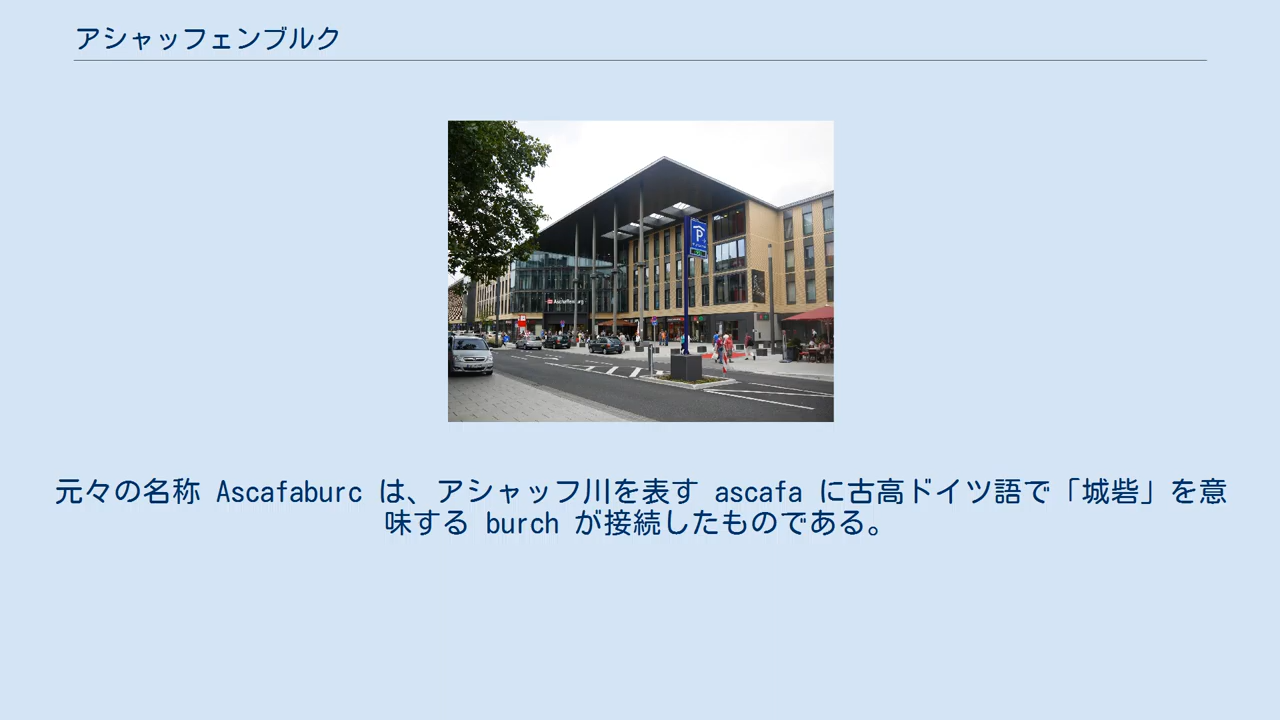 アシャッフェンブルク
P
Aschaffenburg
元々の名称 Ascafaburc は、アシャッフ川を表す ascafa に古高ドイツ語で「城砦」を意
味する burch が接続したものである。